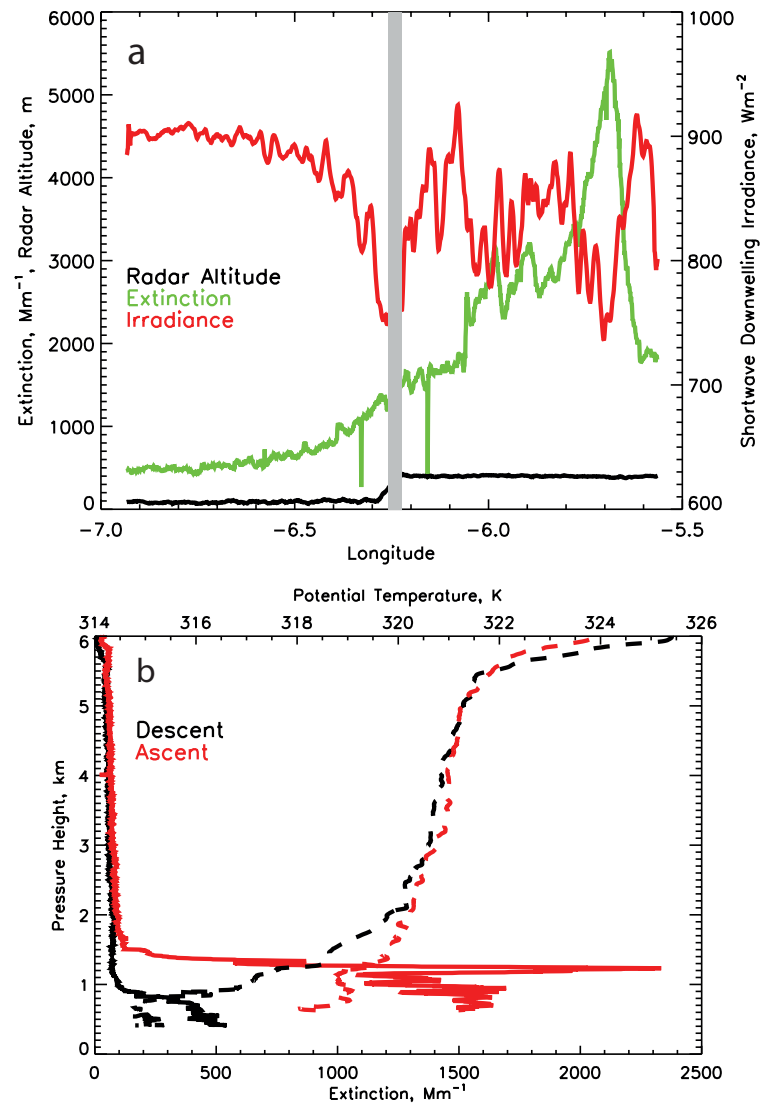 a
6000
5000
4000
3000
2000
1000
0
Extinction, Mm⁻¹, Radar Altitude, m
1000
900
800
700
600
Shortwave Downwelling Irradiance, Wm⁻²
Radar Altitude
Extinction
Irradiance
-7.0 -6.5 -6.0 -5.5
Longitude
Potential Temperature, K
314 316 318 320 322 324 326
b
6
5
4
3
2
1
0
Pressure Height, km
Descent
Ascent
0 500 1000 1500 2000 2500
Extinction, Mm⁻¹